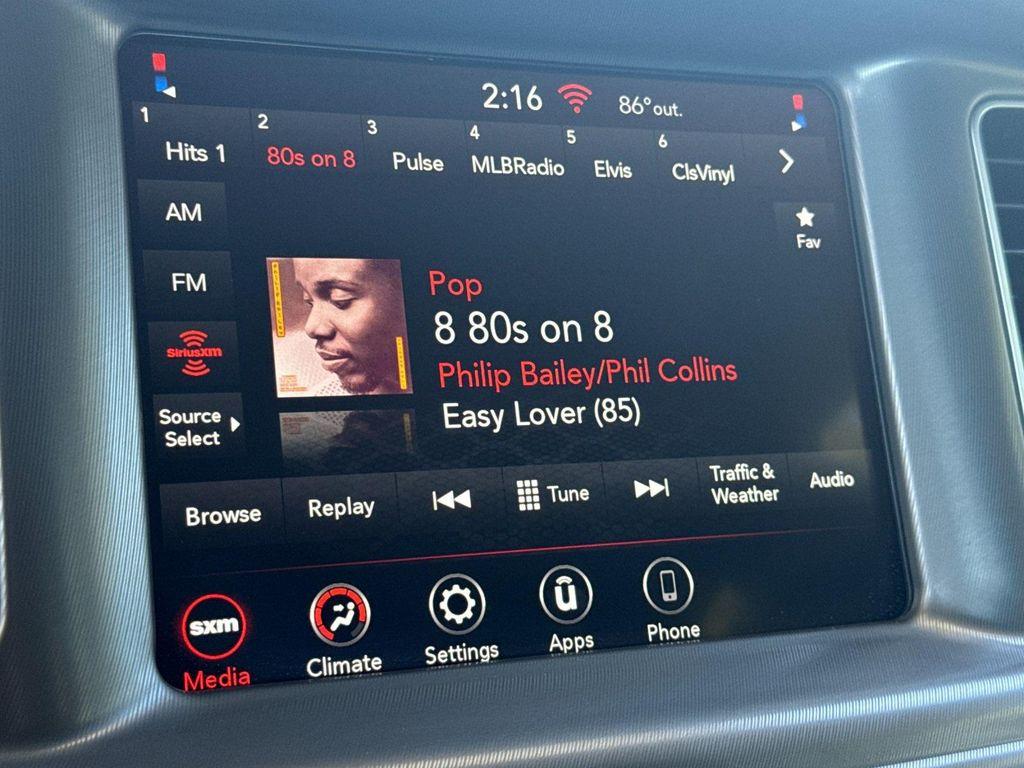 2:16
86° out.
1 Hits 1
2 80s on 8
3 Pulse
4 MLBRadio
5 Elvis
6 ClsVinyl
AM
Fav
FM
Pop
8 80s on 8
SiriusXM
Philip Bailey/Phil Collins
Easy Lover (85)
Source
Select
Browse
Replay
Tune
Traffic &
Weather
Audio
sxm
Media
Climate
Settings
Apps
Phone